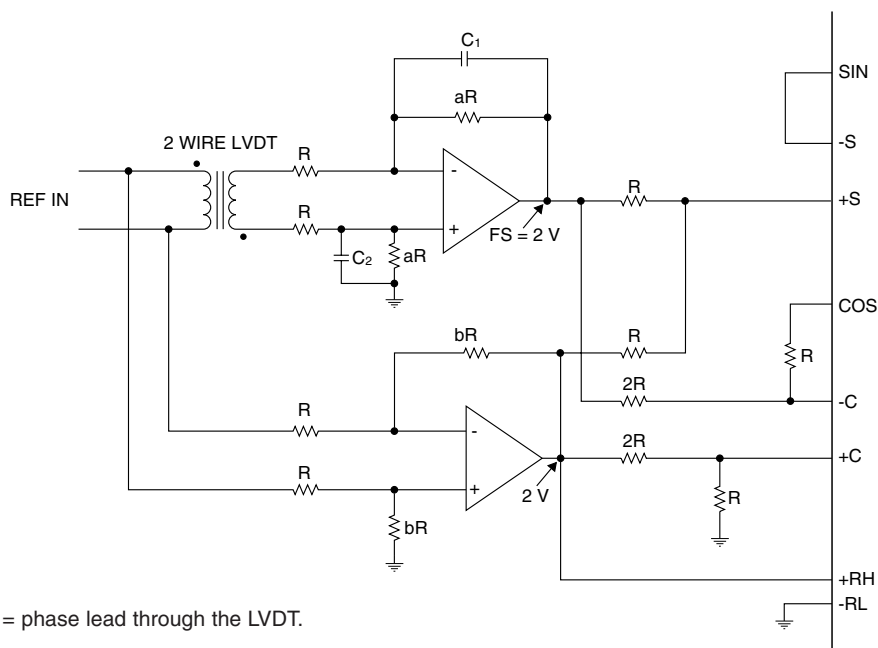 C1
aR
2 WIRE LVDT
R
SIN
-S
REF IN
-
R
+
FS = 2 V
R
+S
C2
aR
bR
R
COS
R
2R
-C
R
-
2R
+C
R
+
2 V
R
bR
+RH
-RL
= phase lead through the LVDT.